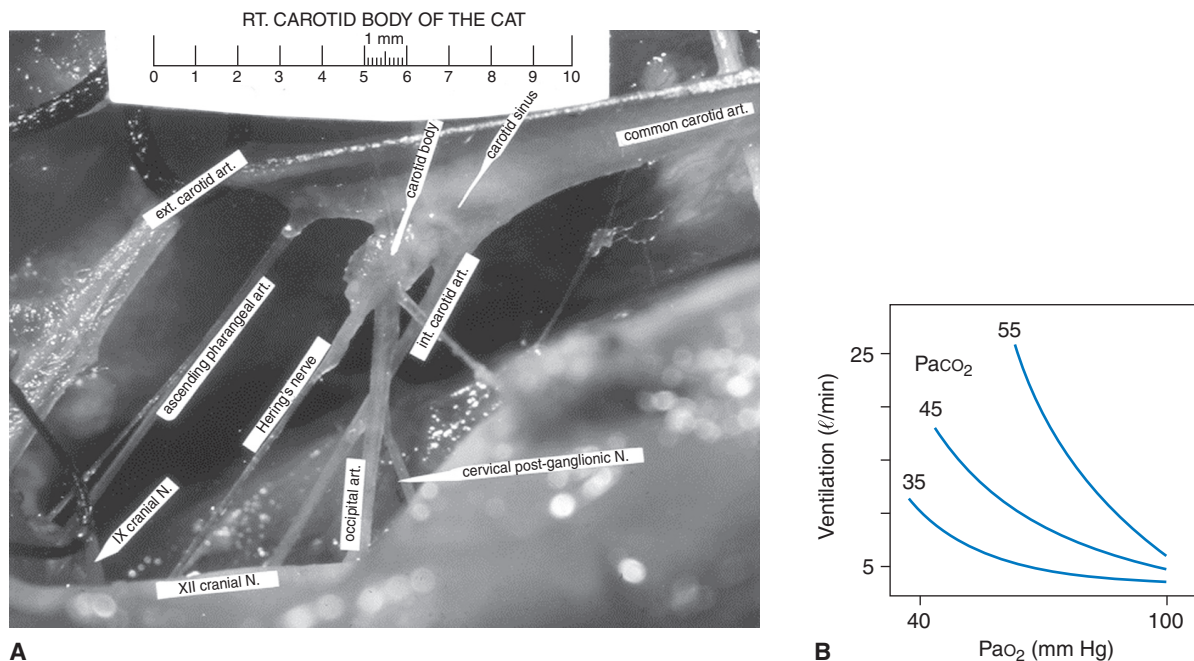 RT. CAROTID BODY OF THE CAT
1 mm
0 1 2 3 4 5 6 7 8 9 10
common carotid art.
carotid sinus
carotid body
ext. carotid art.
ascending pharangeal art.
int. carotid art.
Hering's nerve
cervical post-ganglionic N.
occipital art.
IX cranial N.
XII cranial N.
A
55
25
PaCO2
45
35
Ventilation (ℓ/min)
5
40 100
PaO2 (mm Hg)
B